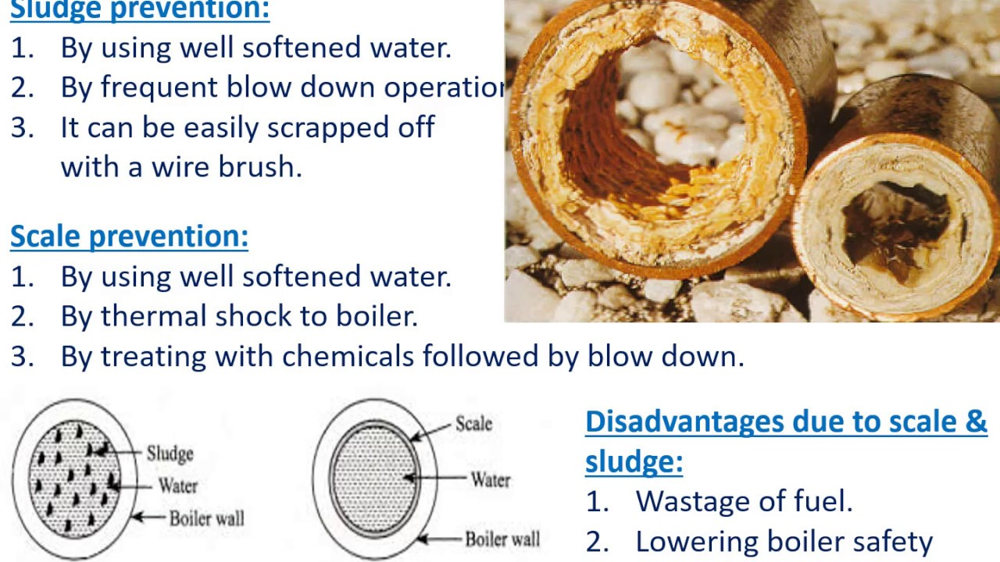 Sludge prevention:
1. By using well softened water.
2. By frequent blow down operation
3. It can be easily scrapped off
with a wire brush.
Scale prevention:
1. By using well softened water.
2. By thermal shock to boiler.
3. By treating with chemicals followed by blow down.
Sludge
Water
Boiler wall
Scale
Water
Boiler wall
Disadvantages due to scale &
sludge:
1. Wastage of fuel.
2. Lowering boiler safety